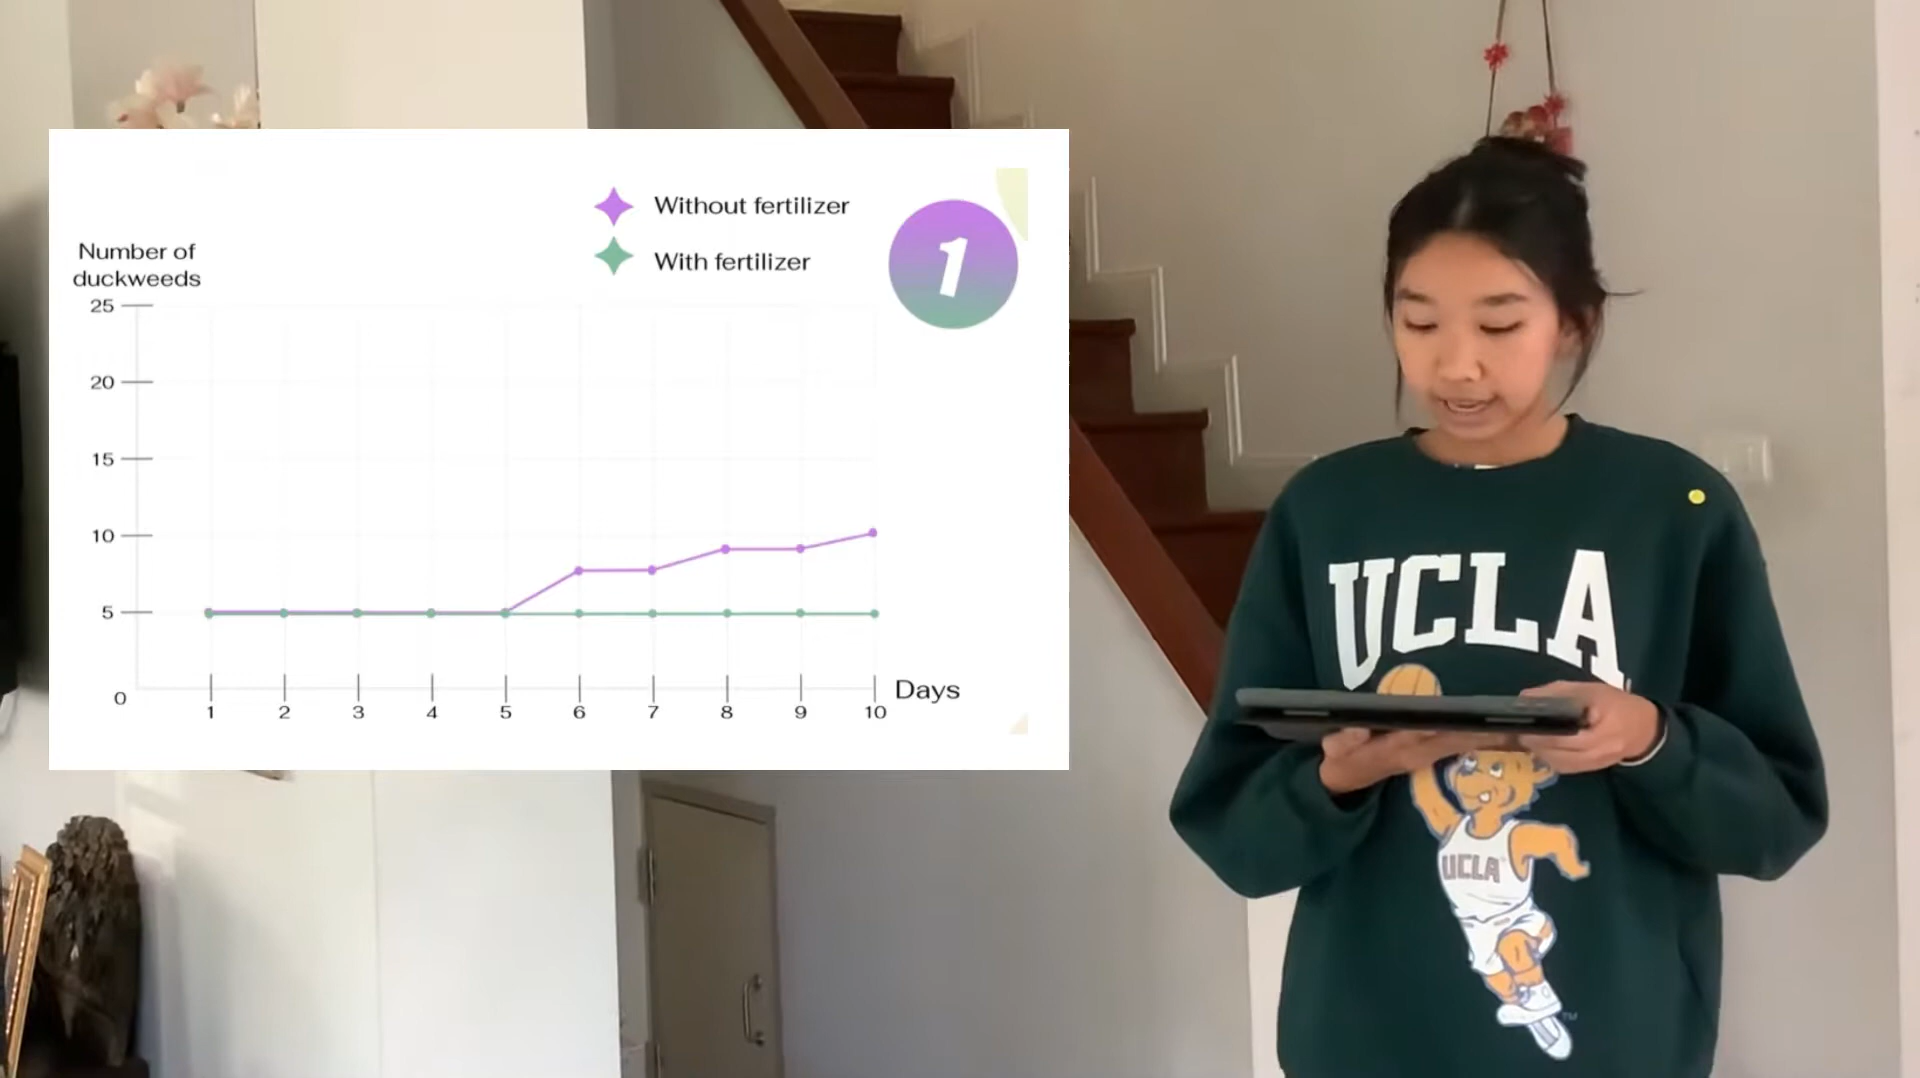 Without fertilizer
With fertilizer
1
Number of
duckweeds
25
20
15
10
5
0
1 2 3 4 5 6 7 8 9 10
Days
UCLA
UCLA
TM